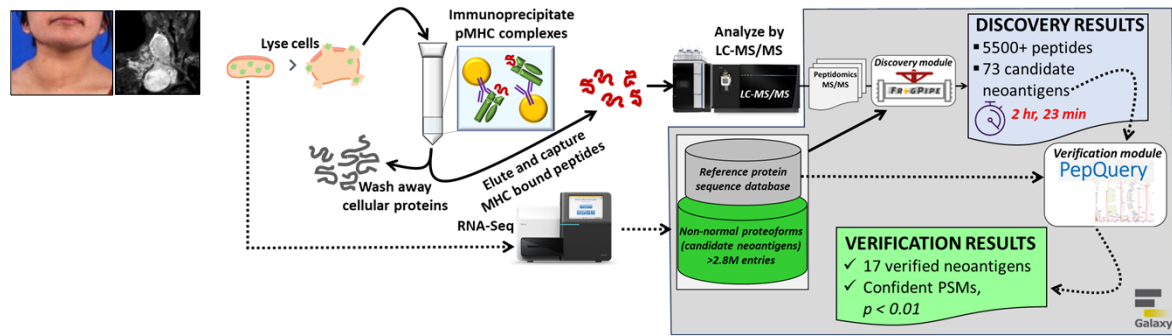 Lyse cells
>
Immunoprecipitate
pMHC complexes
Wash away
cellular proteins
Elute and capture
MHC bound peptides
RNA-Seq
Analyze by
LC-MS/MS
LC-MS/MS
Peptidomics
MS/MS
Discovery module
FRAGPIPE
DISCOVERY RESULTS
▪ 5500+ peptides
▪ 73 candidate
neoantigens
2 hr, 23 min
Reference protein
sequence database
Non-normal proteoforms
(candidate neoantigens)
>2.8M entries
Verification module
PepQuery
VERIFICATION RESULTS
✓ 17 verified neoantigens
✓ Confident PSMs,
p < 0.01
Galaxy